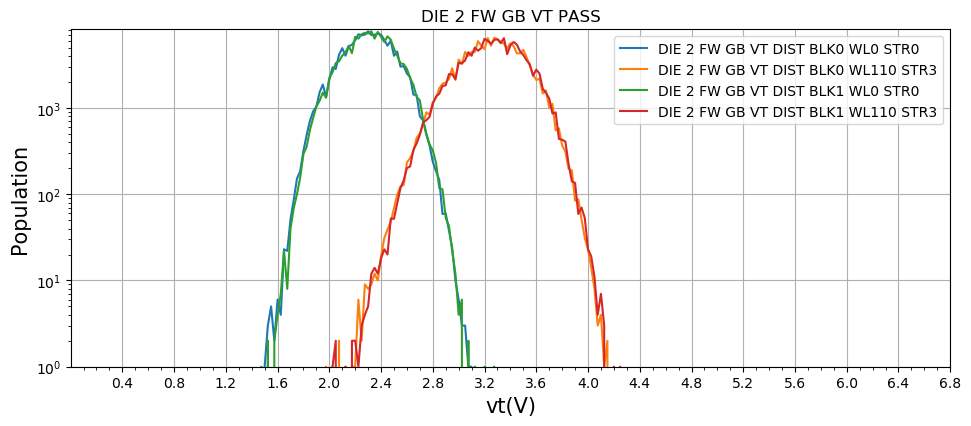 DIE 2 FW GB VT PASS
DIE 2 FW GB VT DIST BLK0 WL0 STR0
DIE 2 FW GB VT DIST BLK0 WL110 STR3
DIE 2 FW GB VT DIST BLK1 WL0 STR0
DIE 2 FW GB VT DIST BLK1 WL110 STR3
Population
10³
10²
10¹
10⁰
0.4 0.8 1.2 1.6 2.0 2.4 2.8 3.2 3.6 4.0 4.4 4.8 5.2 5.6 6.0 6.4 6.8
vt(V)